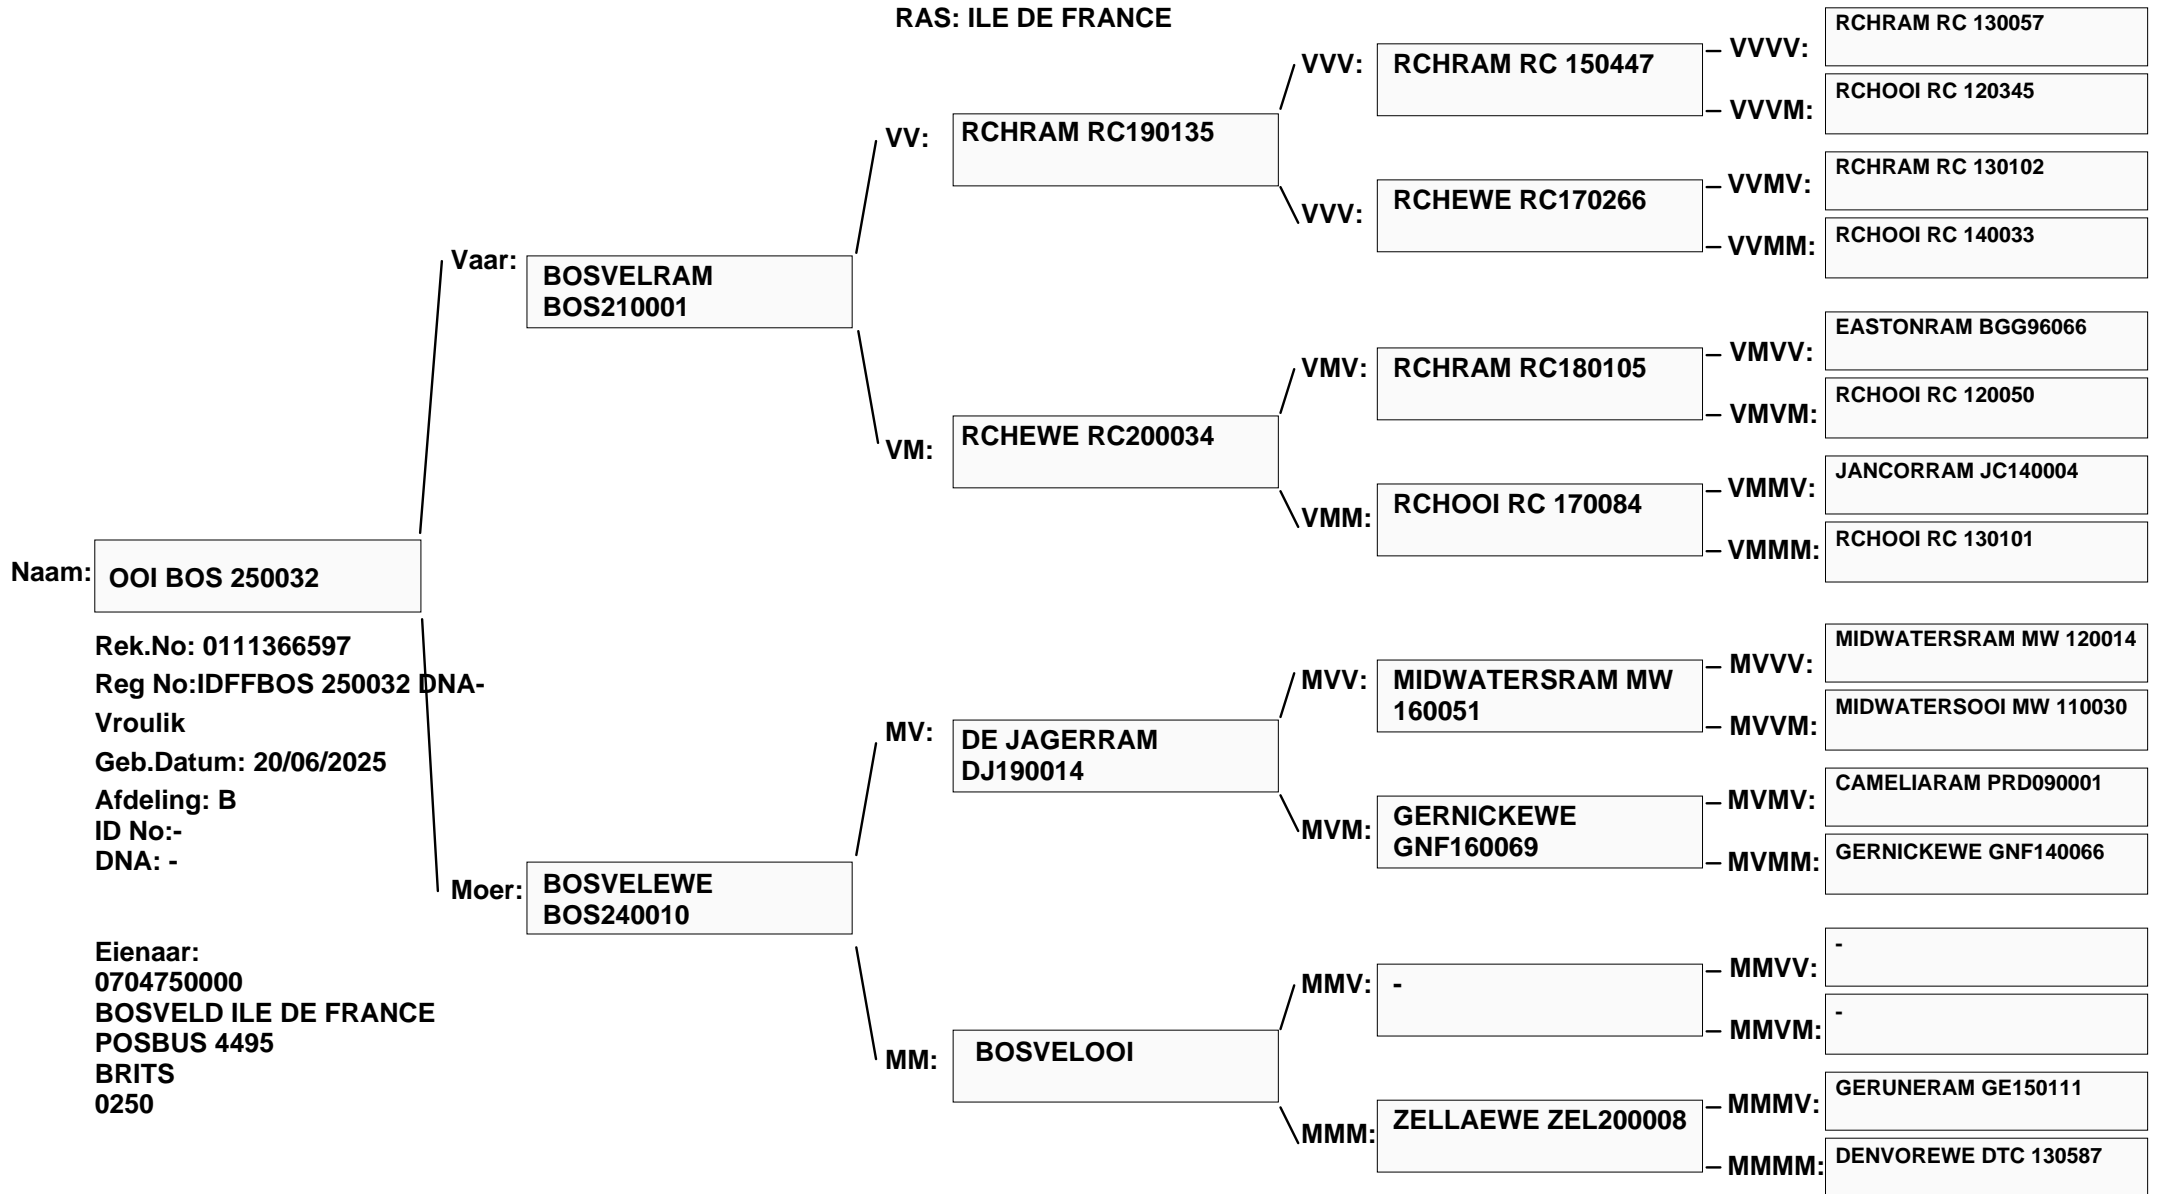 RAS: ILE DE FRANCE
Naam:
OOI BOS 250032
Rek.No: 0111366597
Reg No:IDFFBOS 250032 DNA-
Vroulik
Geb.Datum: 20/06/2025
Afdeling: B
ID No:-
DNA: -
Eienaar:
0704750000
BOSVELD ILE DE FRANCE
POSBUS 4495
BRITS
0250
Vaar:
BOSVELRAM
BOS210001
Moer:
BOSVELEWE
BOS240010
VV:
RCHRAM RC190135
VM:
RCHEWE RC200034
MV:
DE JAGERRAM
DJ190014
MM:
BOSVELOOI
VVV:
RCHRAM RC 150447
VVV:
RCHEWE RC170266
VMV:
RCHRAM RC180105
VMM:
RCHOOI RC 170084
MVV:
MIDWATERSRAM MW
160051
MVM:
GERNICKEWE
GNF160069
MMV:
-
MMM:
ZELLAEWE ZEL200008
VVVV:
RCHRAM RC 130057
VVVM:
RCHOOI RC 120345
VVMV:
RCHRAM RC 130102
VVMM:
RCHOOI RC 140033
VMVV:
EASTONRAM BGG96066
VMVM:
RCHOOI RC 120050
VMMV:
JANCORRAM JC140004
VMMM:
RCHOOI RC 130101
MVVV:
MIDWATERSRAM MW 120014
MVVM:
MIDWATERSOOI MW 110030
MVMV:
CAMELIARAM PRD090001
MVMM:
GERNICKEWE GNF140066
MMVV:
-
MMVM:
-
MMMV:
GERUNERAM GE150111
MMMM:
DENVOREWE DTC 130587